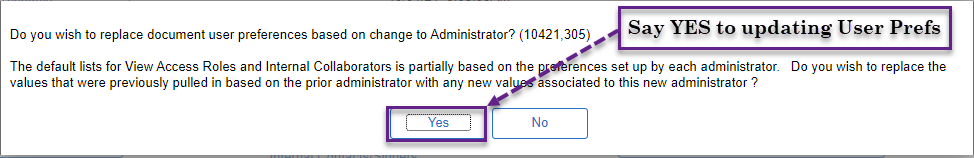 Do you wish to replace document user preferences based on change to Administrator? (10421,305)
Say YES to updating User Prefs
The default lists for View Access Roles and Internal Collaborators is partially based on the preferences set up by each administrator. Do you wish to replace the
values that were previously pulled in based on the prior administrator with any new values associated to this new administrator ?
Yes
No